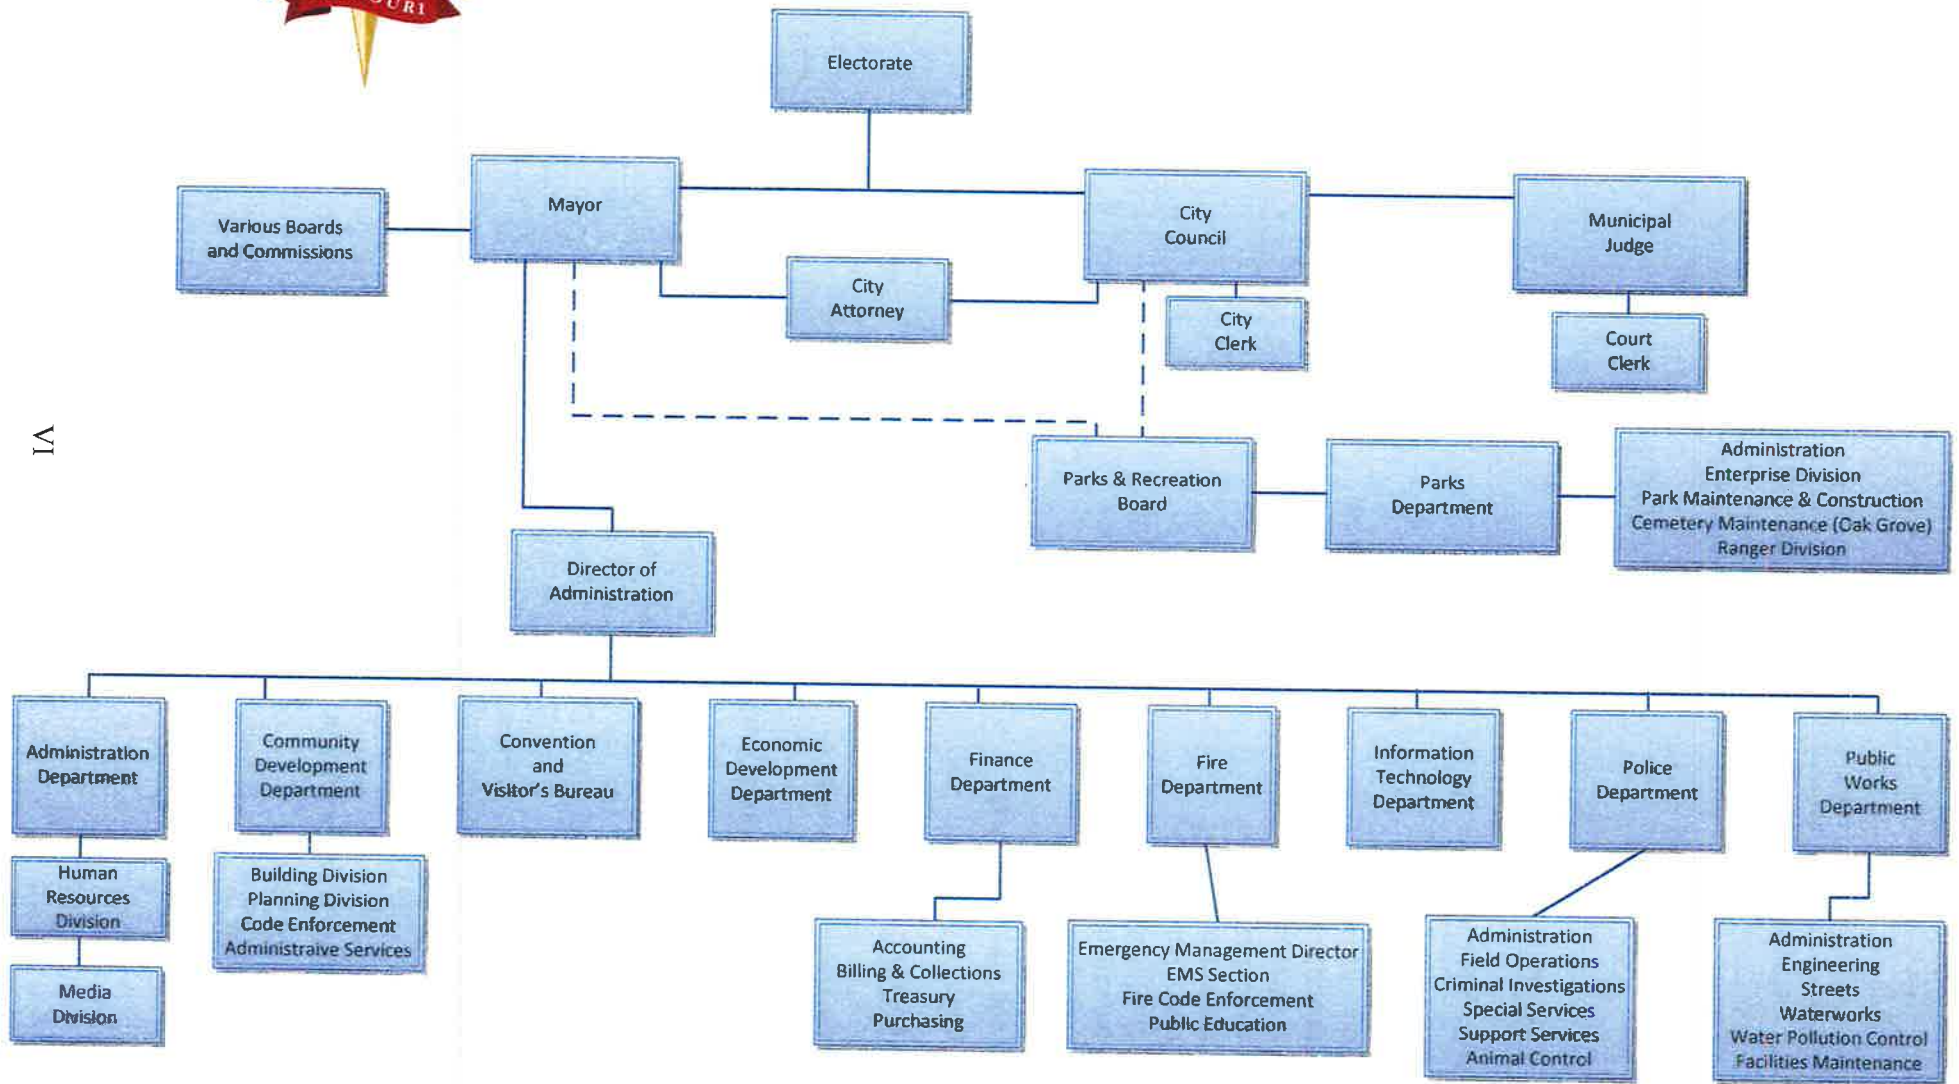 Electorate
Mayor
City
Council
Municipal
Judge
Various Boards
and Commissions
City
Attorney
City
Clerk
Court
Clerk
VI
Parks & Recreation
Board
Parks
Department
Administration
Enterprise Division
Park Maintenance & Construction
Cemetery Maintenance (Oak Grove)
Ranger Division
Director of
Administration
Administration
Department
Community
Development
Department
Convention
and
Visitor's Bureau
Economic
Development
Department
Finance
Department
Fire
Department
Information
Technology
Department
Police
Department
Public
Works
Department
Human
Resources
Division
Media
Division
Building Division
Planning Division
Code Enforcement
Administraive Services
Accounting
Billing & Collections
Treasury
Purchasing
Emergency Management Director
EMS Section
Fire Code Enforcement
Public Education
Administration
Field Operations
Criminal Investigations
Special Services
Support Services
Animal Control
Administration
Engineering
Streets
Waterworks
Water Pollution Control
Facilities Maintenance